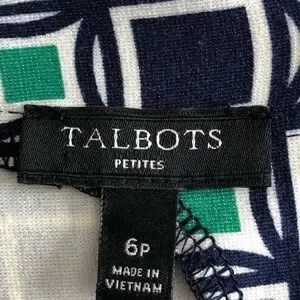 TALBOTS
PETITES
6P
MADE IN
VIETNAM